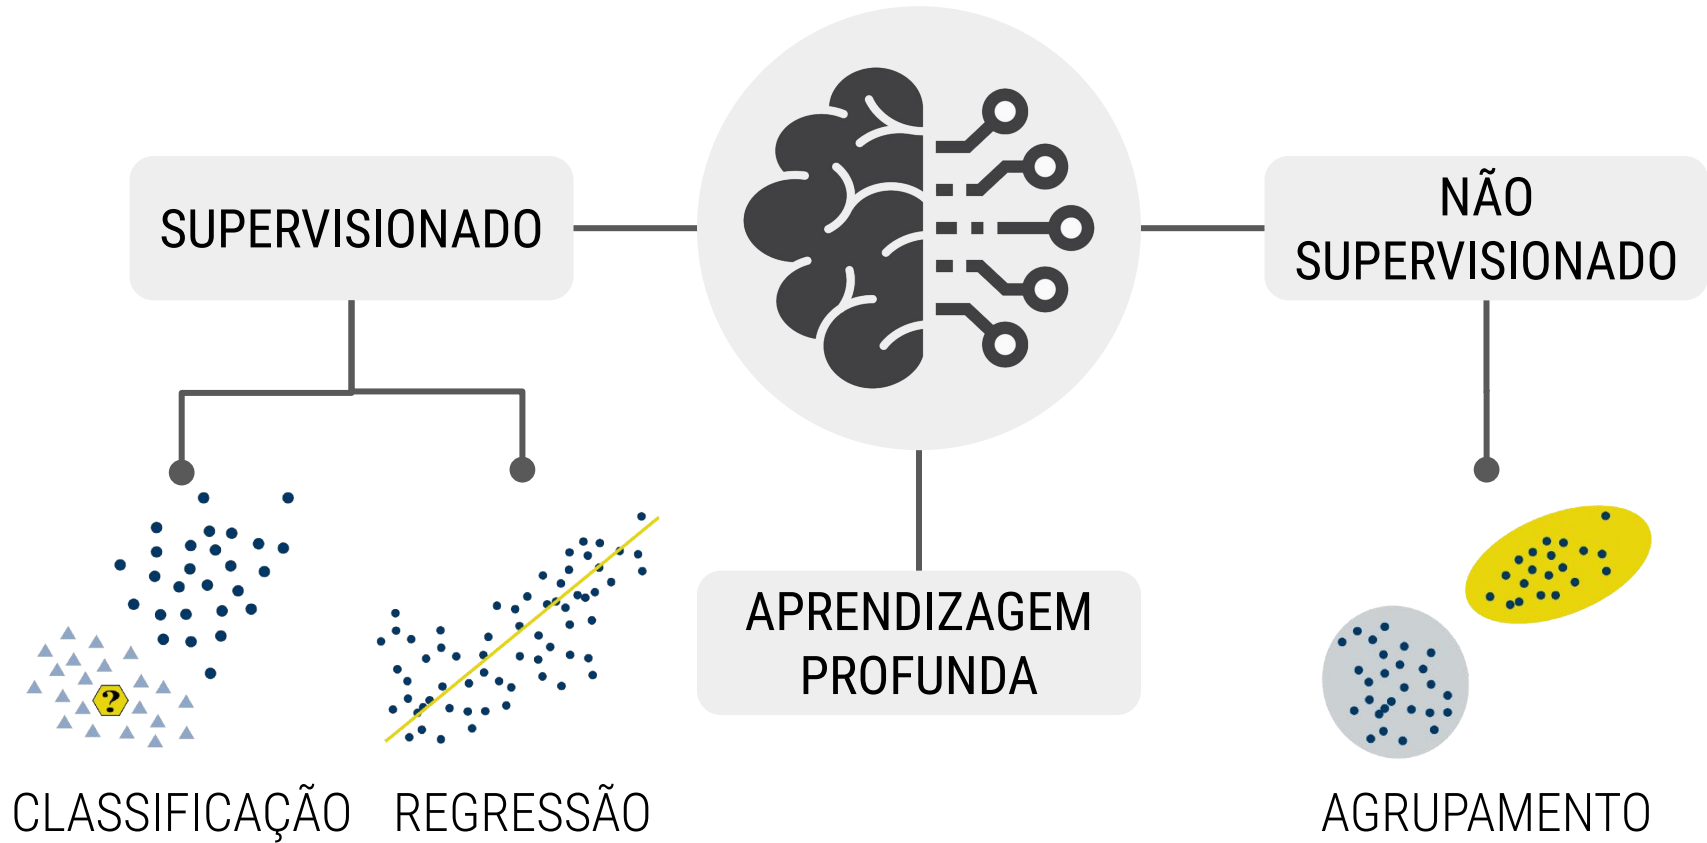 SUPERVISIONADO
NÃO
SUPERVISIONADO
APRENDIZAGEM
PROFUNDA
?
CLASSIFICAÇÃO
REGRESSÃO
AGRUPAMENTO